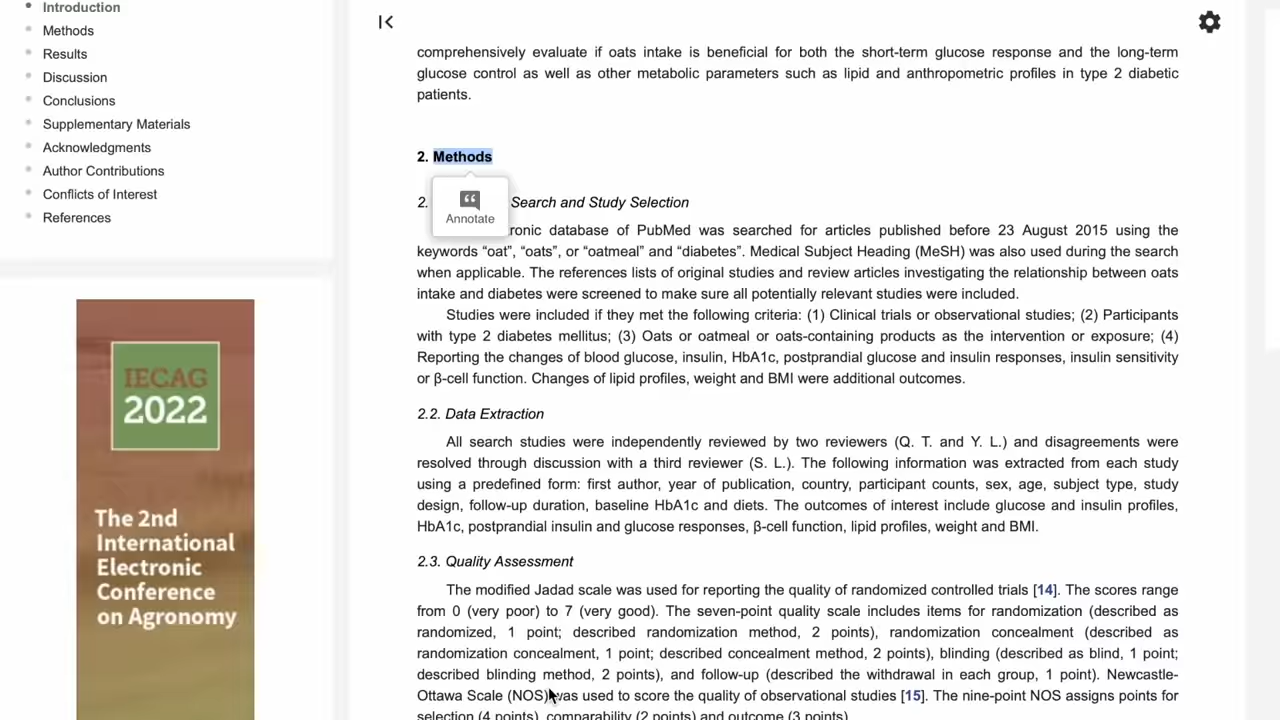 Introduction
Methods
Results
Discussion
Conclusions
Supplementary Materials
Acknowledgments
Author Contributions
Conflicts of Interest
References
IECAG
2022
The 2nd
International
Electronic
Conference
on Agronomy
comprehensively evaluate if oats intake is beneficial for both the short-term glucose response and the long-term
glucose control as well as other metabolic parameters such as lipid and anthropometric profiles in type 2 diabetic
patients.
2. Methods
2. Search and Study Selection
Annotate
tronic database of PubMed was searched for articles published before 23 August 2015 using the
keywords “oat”, “oats”, or “oatmeal” and “diabetes”. Medical Subject Heading (MeSH) was also used during the search
when applicable. The references lists of original studies and review articles investigating the relationship between oats
intake and diabetes were screened to make sure all potentially relevant studies were included.
Studies were included if they met the following criteria: (1) Clinical trials or observational studies; (2) Participants
with type 2 diabetes mellitus; (3) Oats or oatmeal or oats-containing products as the intervention or exposure; (4)
Reporting the changes of blood glucose, insulin, HbA1c, postprandial glucose and insulin responses, insulin sensitivity
or β-cell function. Changes of lipid profiles, weight and BMI were additional outcomes.
2.2. Data Extraction
All search studies were independently reviewed by two reviewers (Q. T. and Y. L.) and disagreements were
resolved through discussion with a third reviewer (S. L.). The following information was extracted from each study
using a predefined form: first author, year of publication, country, participant counts, sex, age, subject type, study
design, follow-up duration, baseline HbA1c and diets. The outcomes of interest include glucose and insulin profiles,
HbA1c, postprandial insulin and glucose responses, β-cell function, lipid profiles, weight and BMI.
2.3. Quality Assessment
The modified Jadad scale was used for reporting the quality of randomized controlled trials [14]. The scores range
from 0 (very poor) to 7 (very good). The seven-point quality scale includes items for randomization (described as
randomized, 1 point; described randomization method, 2 points), randomization concealment (described as
randomization concealment, 1 point; described concealment method, 2 points), blinding (described as blind, 1 point;
described blinding method, 2 points), and follow-up (described the withdrawal in each group, 1 point). Newcastle-
Ottawa Scale (NOS) was used to score the quality of observational studies [15]. The nine-point NOS assigns points for
selection (4 points), comparability (2 points) and outcome (3 points).